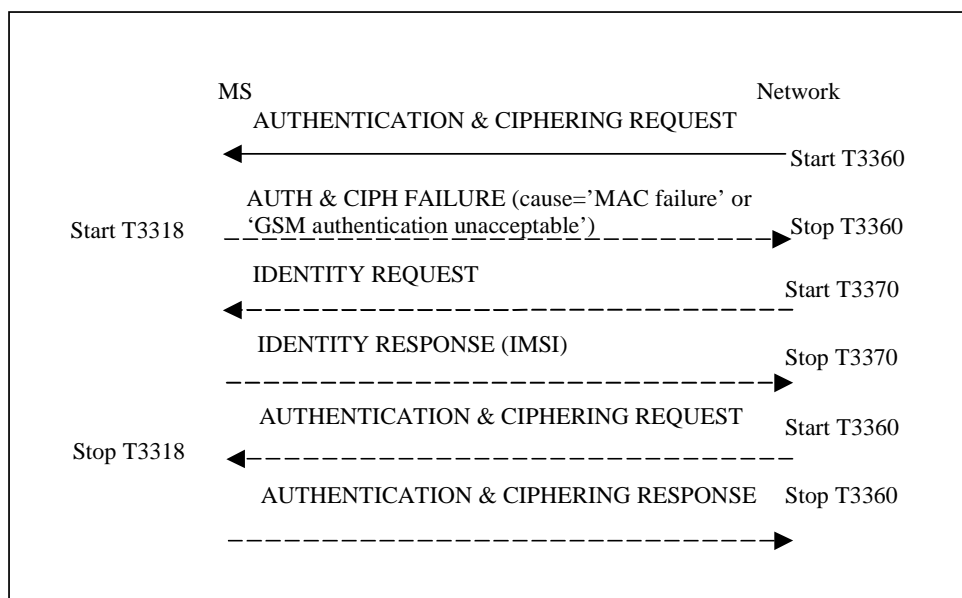 MS Network
AUTHENTICATION & CIPHERING REQUEST
Start T3360
AUTH & CIPH FAILURE (cause=’MAC failure’ or
‘GSM authentication unacceptable’)
Start T3318
Stop T3360
IDENTITY REQUEST
Start T3370
IDENTITY RESPONSE (IMSI)
Stop T3370
AUTHENTICATION & CIPHERING REQUEST
Start T3360
Stop T3318
AUTHENTICATION & CIPHERING RESPONSE
Stop T3360